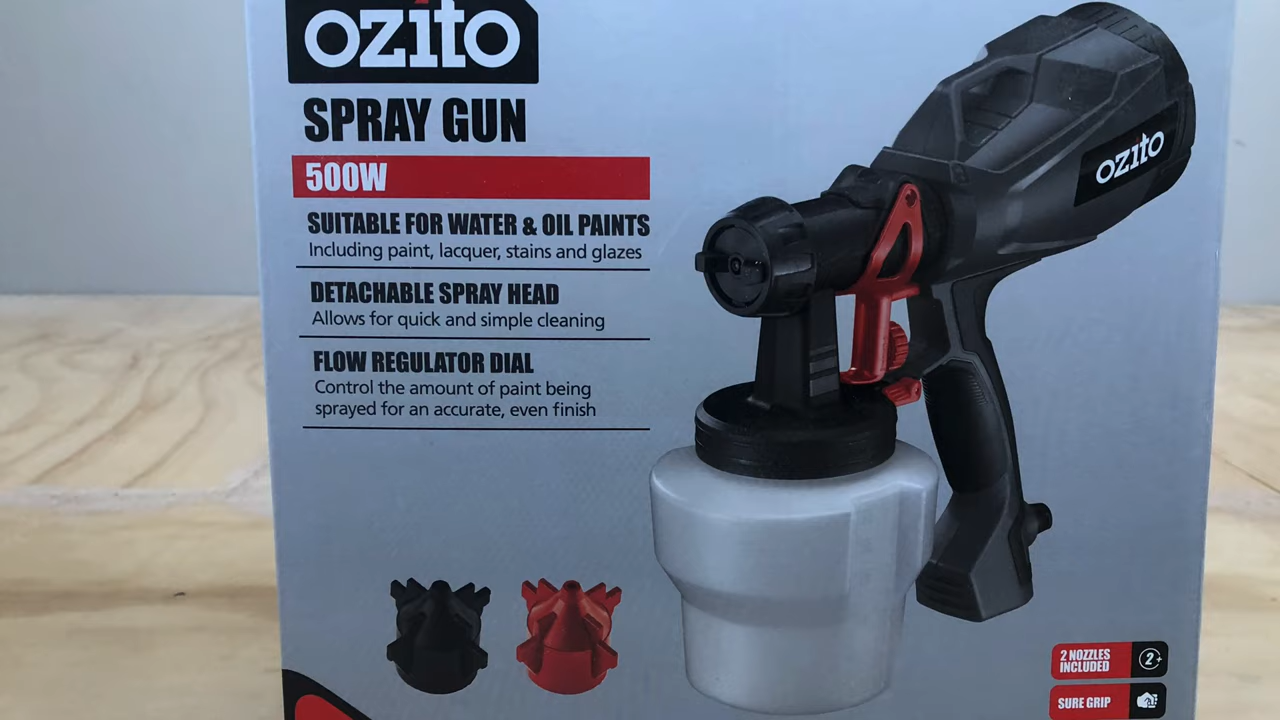 ozito
SPRAY GUN
500W
SUITABLE FOR WATER & OIL PAINTS
Including paint, lacquer, stains and glazes
DETACHABLE SPRAY HEAD
Allows for quick and simple cleaning
FLOW REGULATOR DIAL
Control the amount of paint being
sprayed for an accurate, even finish
ozito
2 NOZZLES
INCLUDED
2+
SURE GRIP